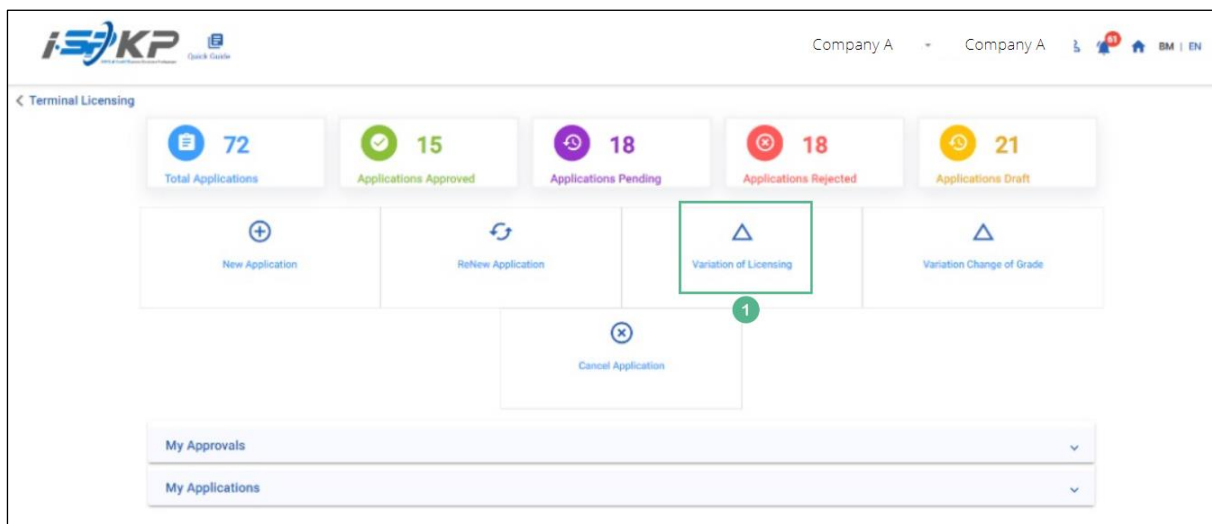 i-SPKP
Quick Guide
Company A
Company A
61
BM | EN
Terminal Licensing
72
Total Applications
15
Applications Approved
18
Applications Pending
18
Applications Rejected
21
Applications Draft
New Application
ReNew Application
Variation of Licensing
Variation Change of Grade
1
Cancel Application
My Approvals
My Applications